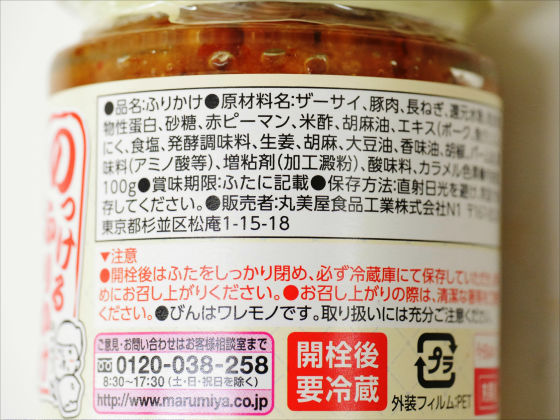 ●品名:ふりかけ●原材料名:ザーサイ、豚肉、長ねぎ、還元水
物性蛋白、砂糖、赤ピーマン、米酢、胡麻油、エキス(ポーク、
にく、食塩、発酵調味料、生姜、胡麻、大豆油、香味油、胡椒、
味料(アミノ酸等)、増粘剤(加工澱粉)、酸味料、カラメル色素
100g●賞味期限:ふたに記載●保存方法:直射日光を避け、
存してください。●販売者:丸美屋食品工業株式会社N1
東京都杉並区松庵1-15-18
▼注意
●開栓後はふたをしっかり閉め、必ず冷蔵庫にて保存していただき、
めにお召し上がりください。●お召し上がりの際は、清潔な
ください。●びんはワレモノです。取り扱いには充分ご注意
ご意見・お問い合わせはお客様相談室まで
0120-038-258
8:30~17:30(土・日・祝日を除く)
http://www.marumiya.co.jp
開栓後
要冷蔵
プラ
外装フィルム:PET
のっける